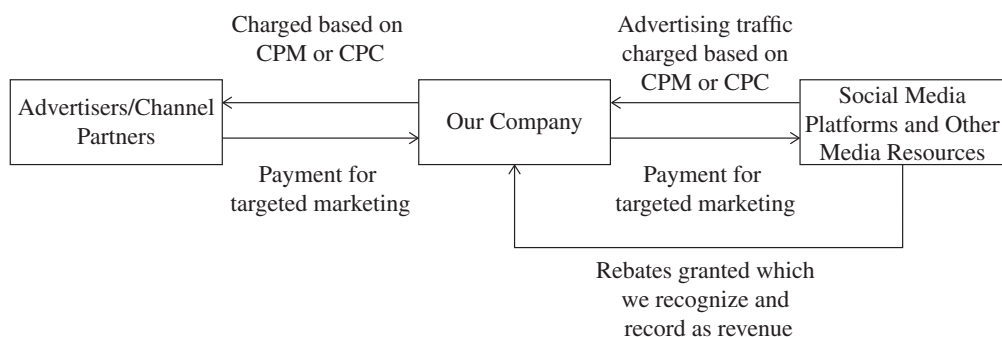 Charged based on
CPM or CPC
Advertising traffic
charged based on
CPM or CPC
Advertisers/Channel
Partners
Our Company
Social Media
Platforms and Other
Media Resources
Payment for
targeted marketing
Payment for
targeted marketing
Rebates granted which
we recognize and
record as revenue